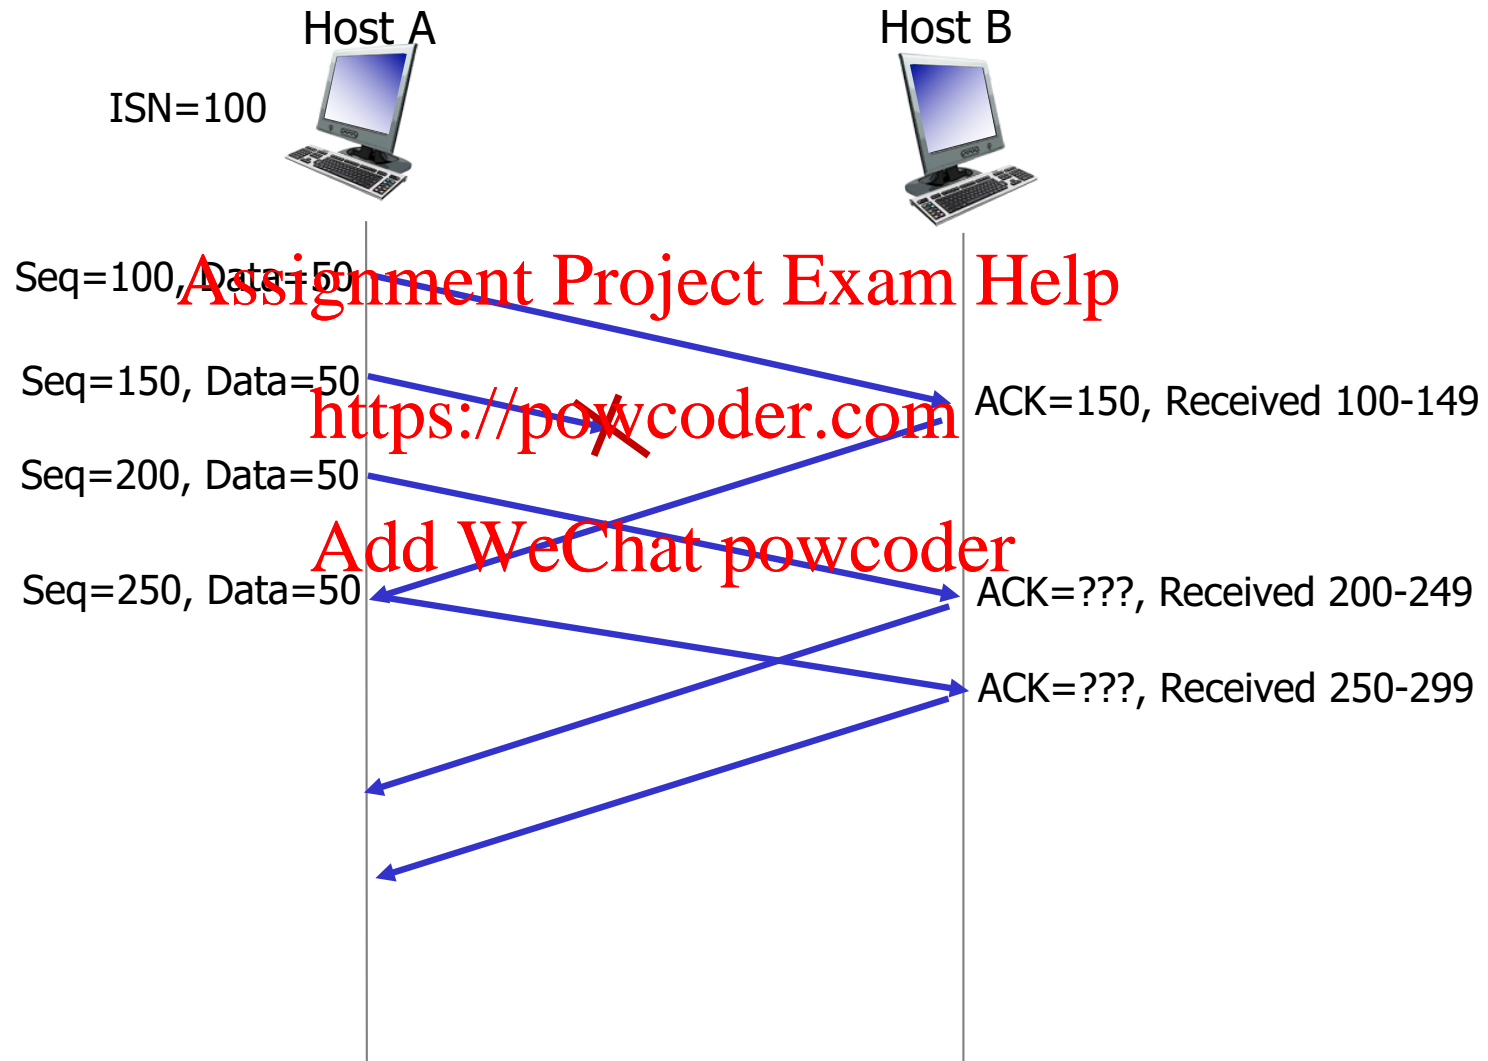 Host A
Host B
ISN=100
Seq=100, Data=50
Assignment Project Exam Help
Seq=150, Data=50
https://powcoder.com
ACK=150, Received 100-149
Seq=200, Data=50
Add WeChat powcoder
Seq=250, Data=50
ACK=???, Received 200-249
ACK=???, Received 250-299